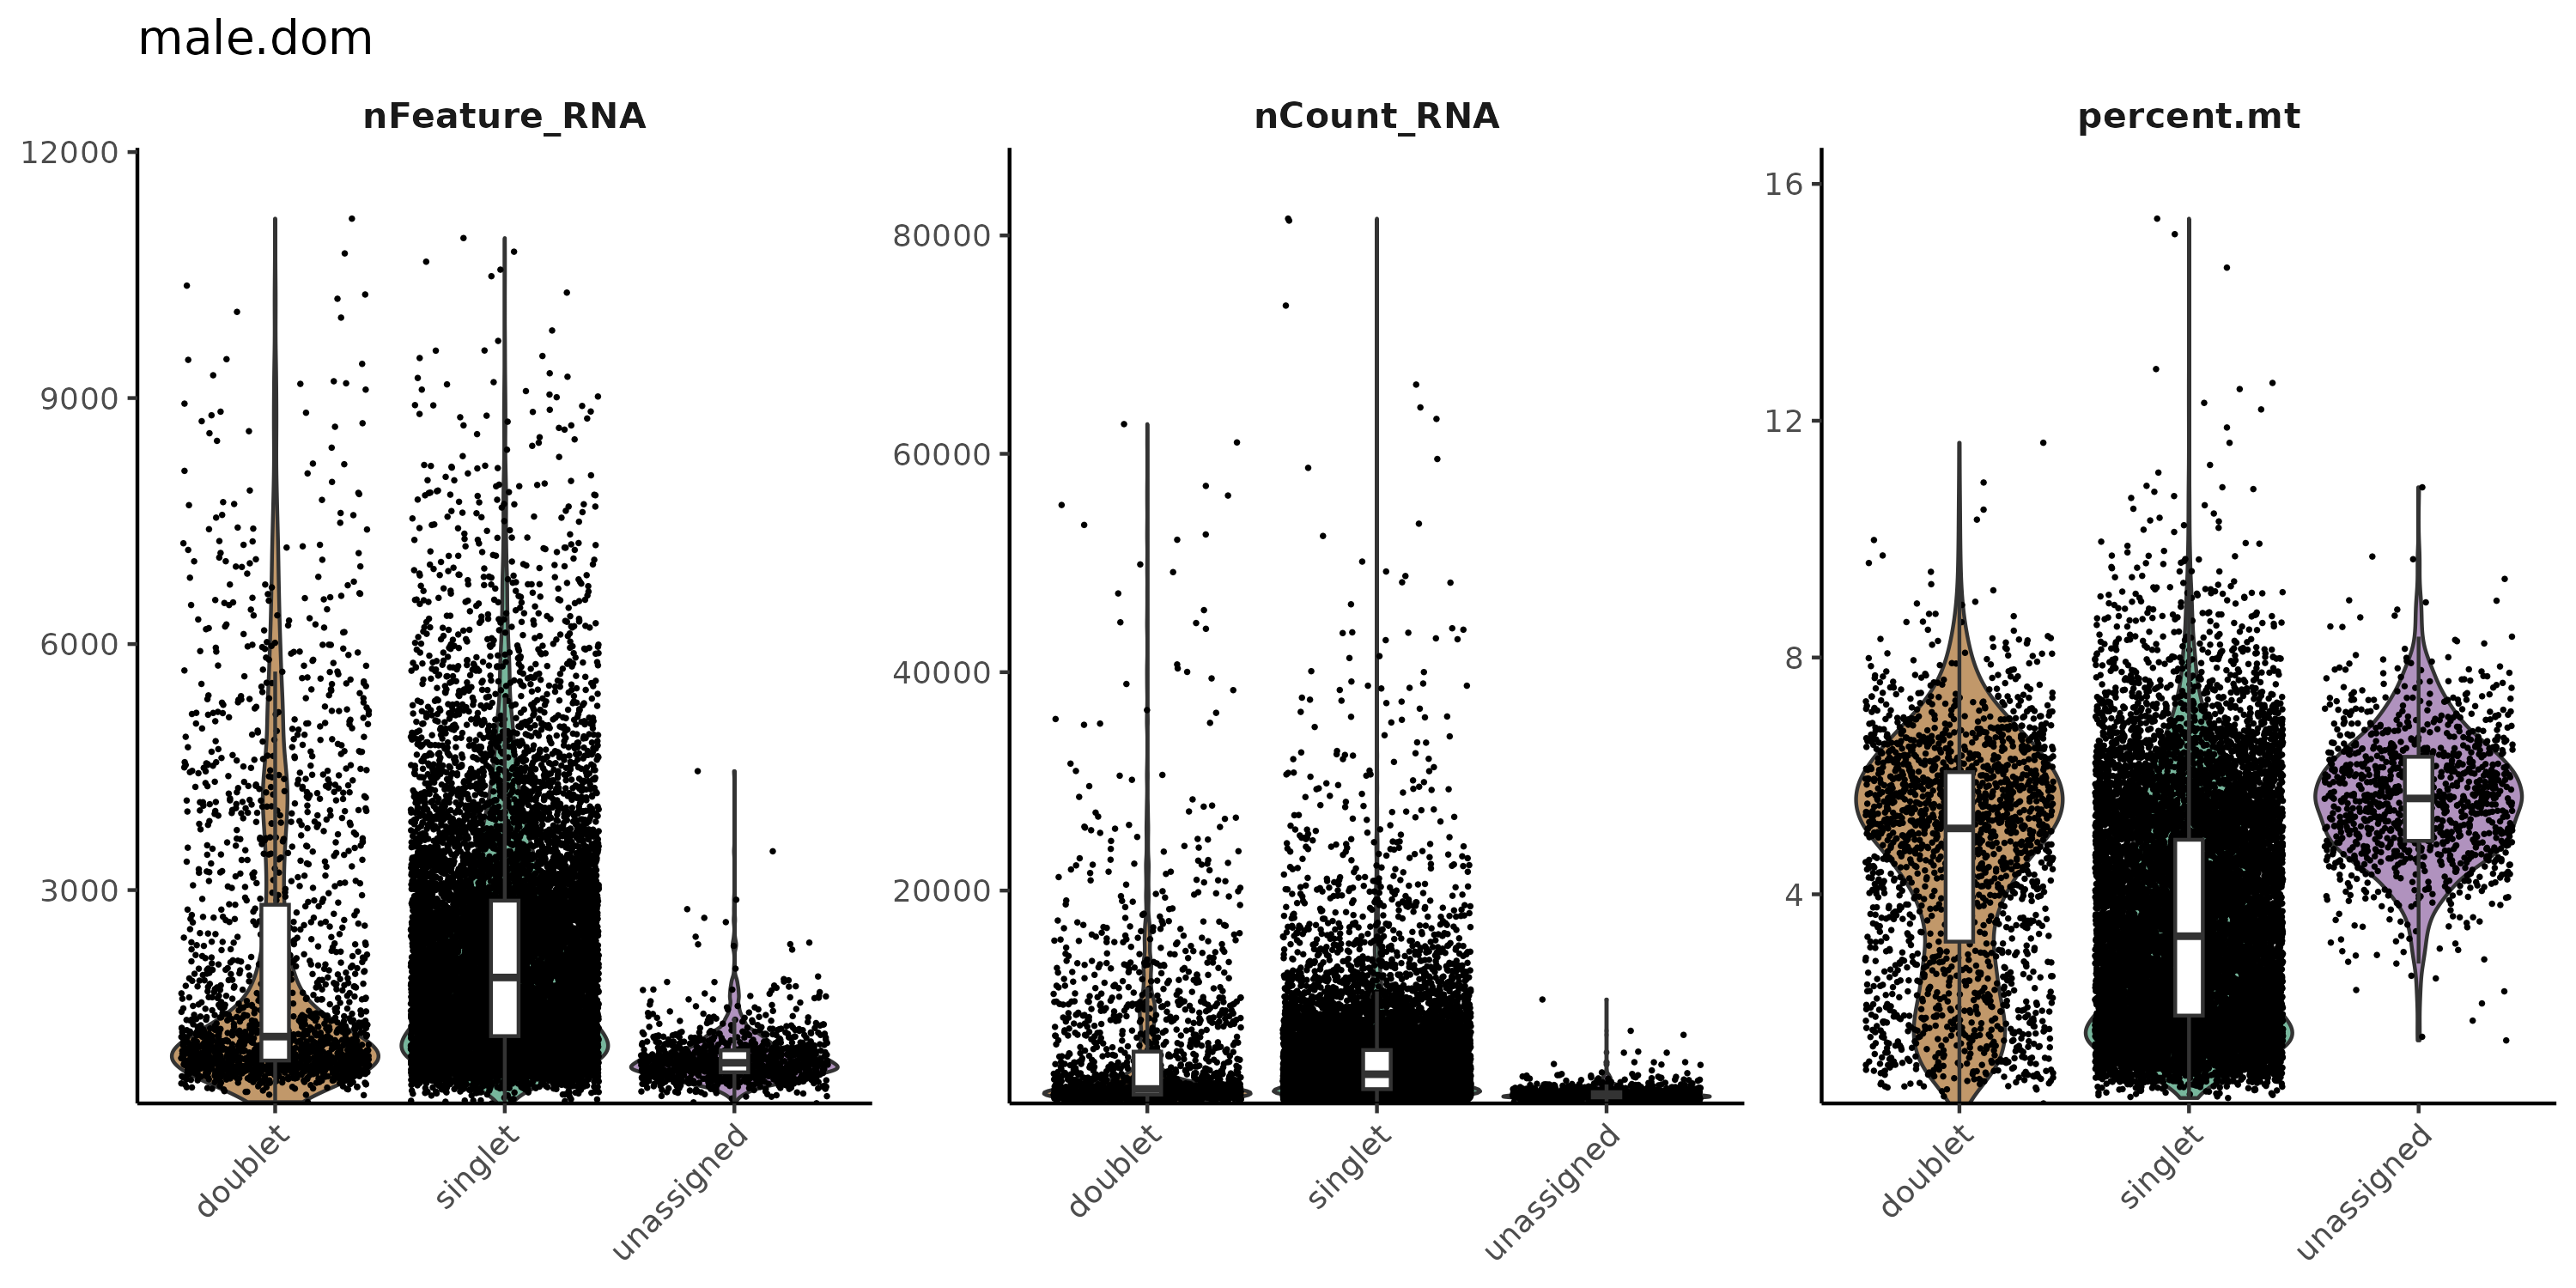 male.dom
nFeature_RNA
nCount_RNA
percent.mt
12000
9000
6000
3000
80000
60000
40000
20000
16
12
8
4
doublet
singlet
unassigned
doublet
singlet
unassigned
doublet
singlet
unassigned